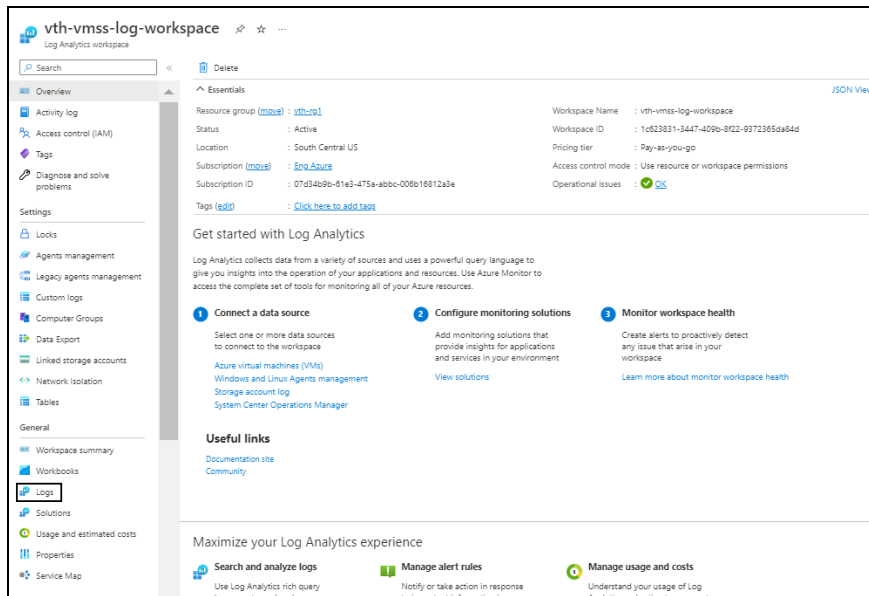 vth-vmss-log-workspace
Log Analytics workspace
Search
Overview
Activity log
Access control (IAM)
Tags
Diagnose and solve
problems
Settings
Locks
Agents management
Legacy agents management
Custom logs
Computer Groups
Data Export
Linked storage accounts
Network Isolation
Tables
General
Workspace summary
Workbooks
Logs
Solutions
Usage and estimated costs
Properties
Service Map
Delete
Essentials
JSON View
Resource group (move) : vth-rg1
Status : Active
Location : South Central US
Subscription (move) : Eng Azure
Subscription ID : 07d34b9b-61e3-475a-abbc-006b16812a3e
Tags (edit) : Click here to add tags
Workspace Name : vth-vmss-log-workspace
Workspace ID : 1c623831-3447-409b-8f22-9372365da84d
Pricing tier : Pay-as-you-go
Access control mode : Use resource or workspace permissions
Operational issues : OK
Get started with Log Analytics
Log Analytics collects data from a variety of sources and uses a powerful query language to
give you insights into the operation of your applications and resources. Use Azure Monitor to
access the complete set of tools for monitoring all of your Azure resources.
1 Connect a data source
Select one or more data sources
to connect to the workspace
Azure virtual machines (VMs)
Windows and Linux Agents management
Storage account log
System Center Operations Manager
2 Configure monitoring solutions
Add monitoring solutions that
provide insights for applications
and services in your environment
View solutions
3 Monitor workspace health
Create alerts to proactively detect
any issue that arise in your
workspace
Learn more about monitor workspace health
Useful links
Documentation site
Community
Maximize your Log Analytics experience
Search and analyze logs
Use Log Analytics rich query
Manage alert rules
Notify or take action in response
Manage usage and costs
Understand your usage of Log